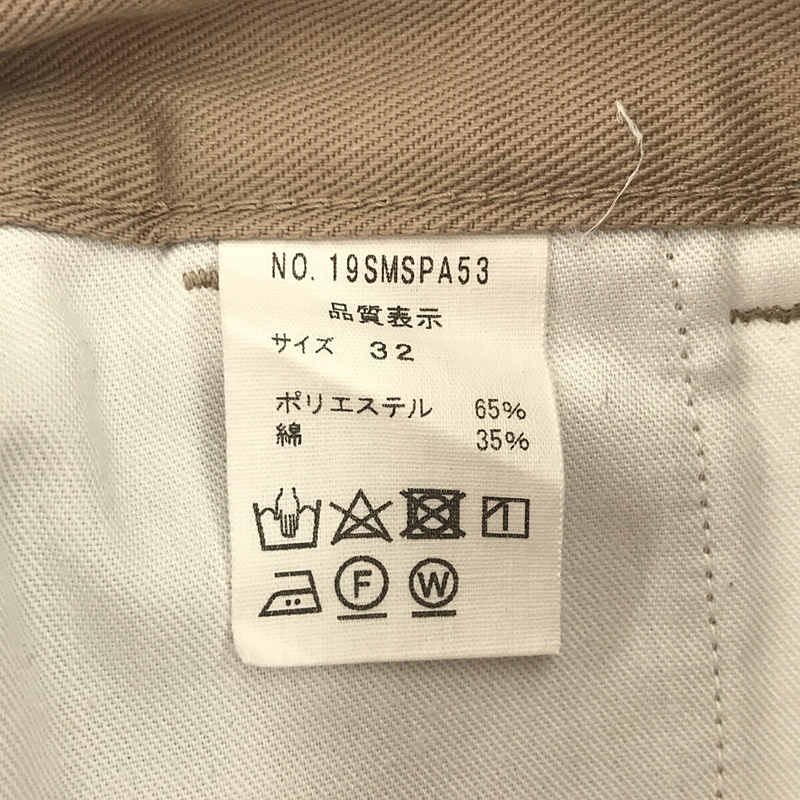 NO. 19SMSPA53
品質表示
サイズ 32
ポリエステル 65%
綿 35%
F W